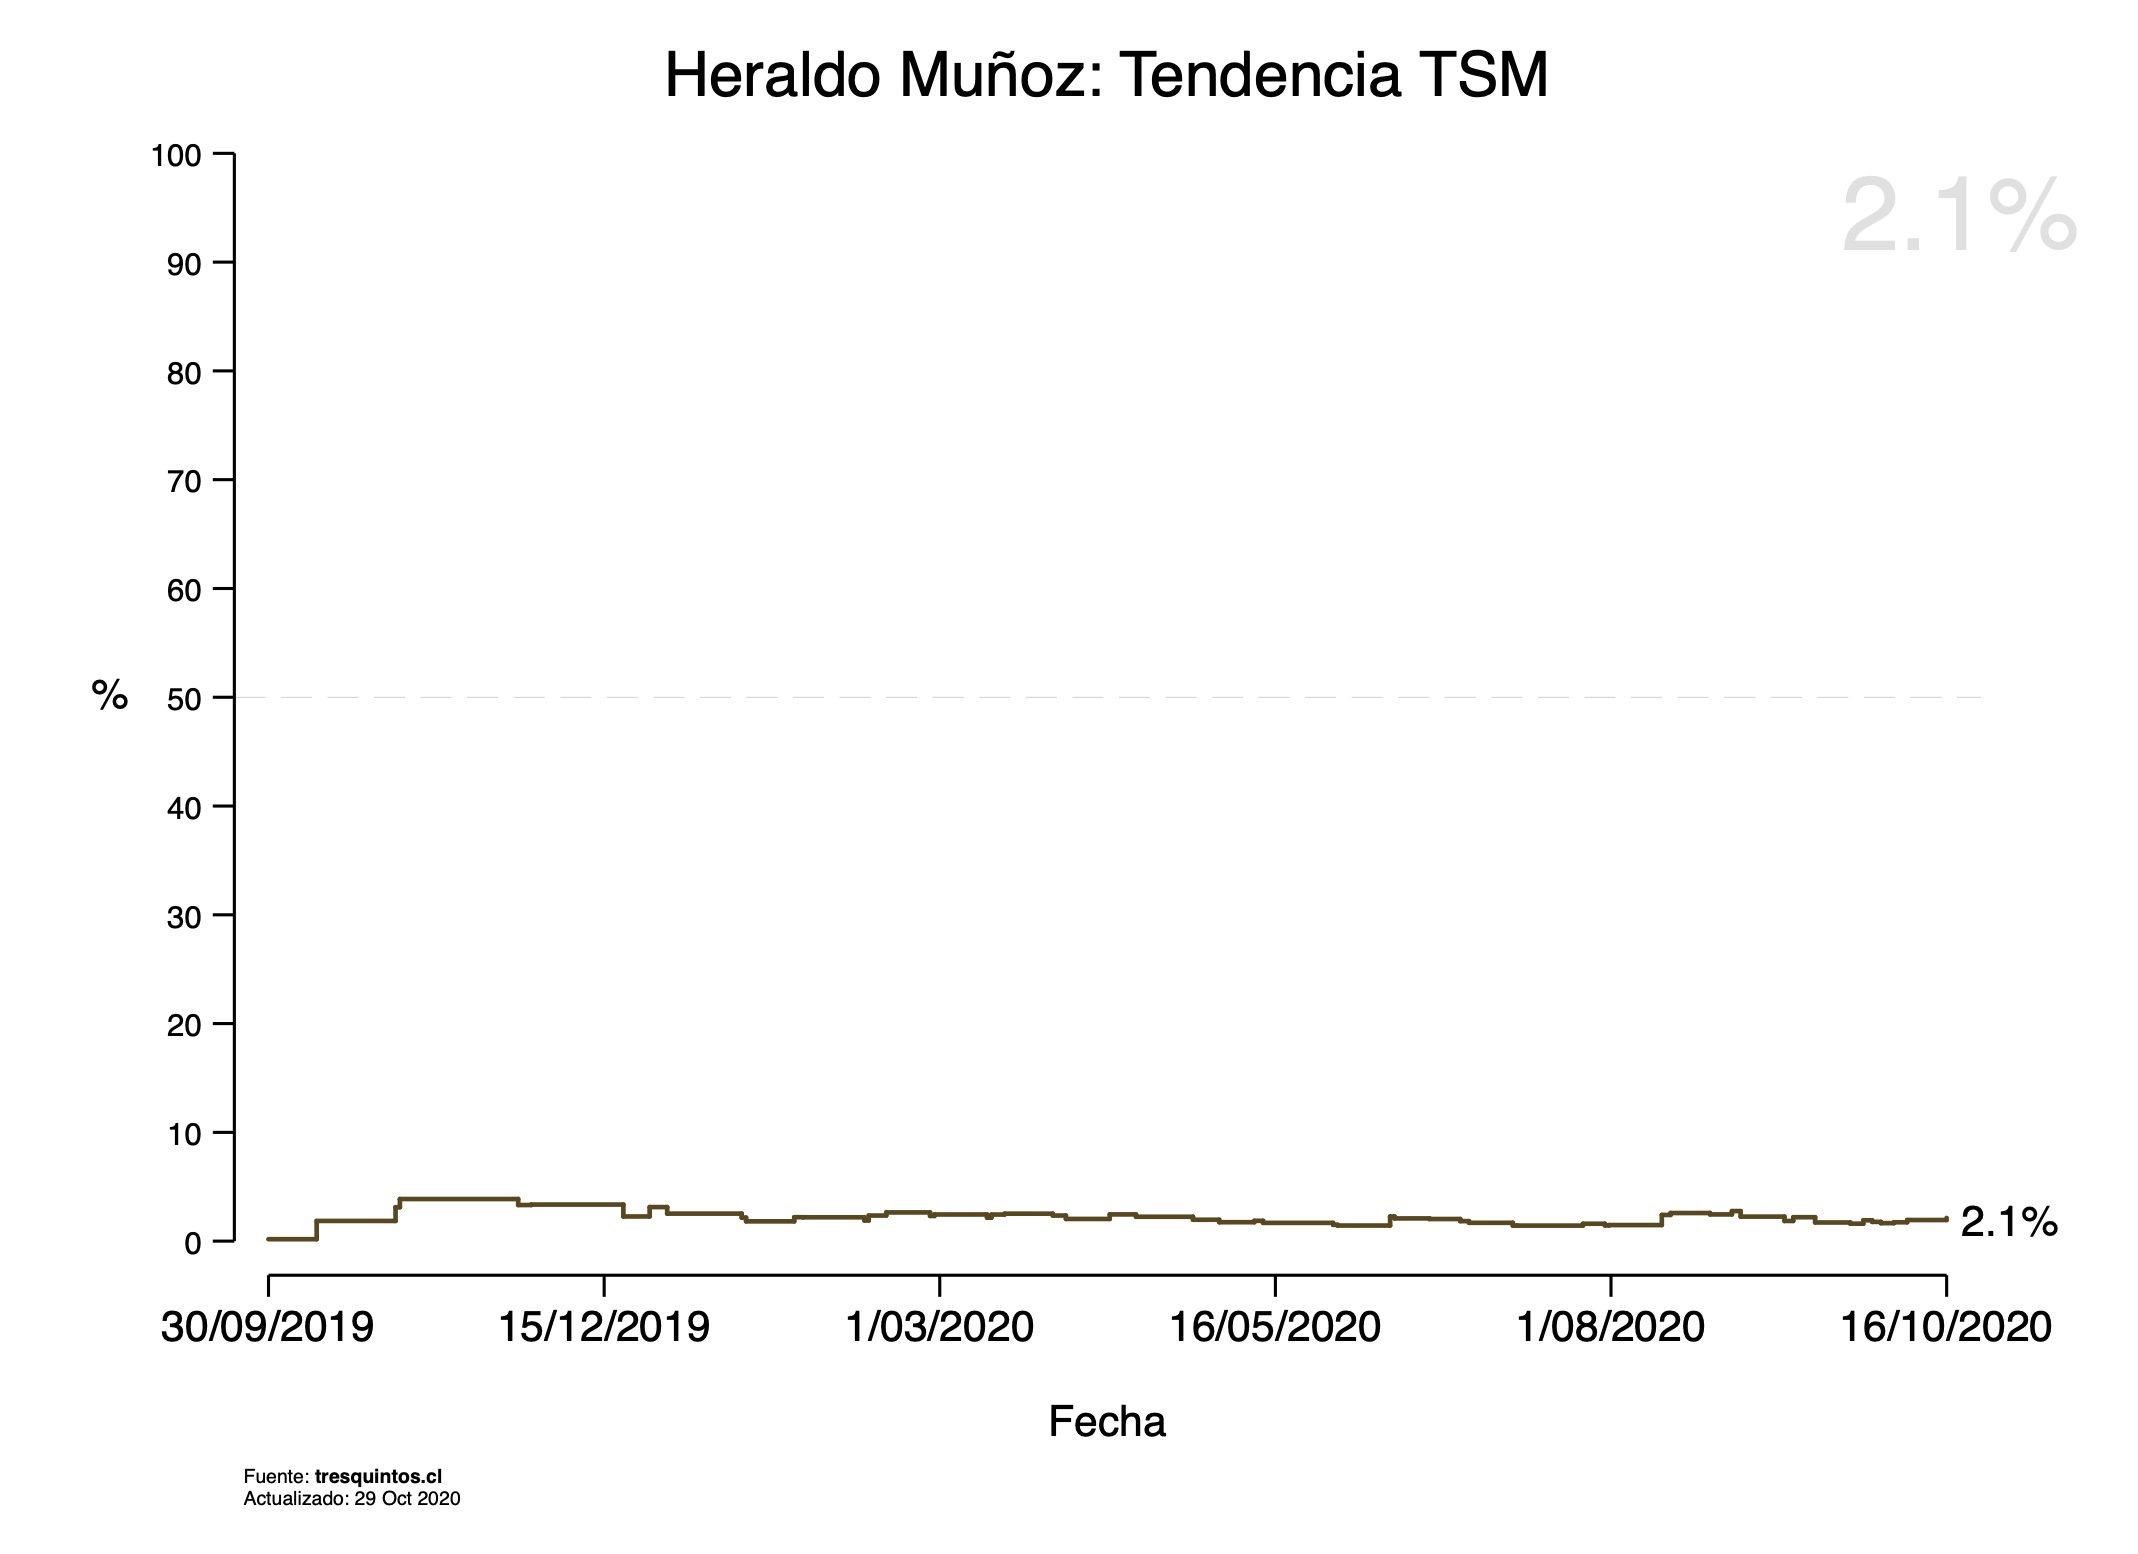 Heraldo Muñoz: Tendencia TSM
2.1%
100
90
80
70
60
50
40
30
20
10
0
%
2.1%
30/09/2019 15/12/2019 1/03/2020 16/05/2020 1/08/2020 16/10/2020
Fecha
Fuente: tresquintos.cl
Actualizado: 29 Oct 2020